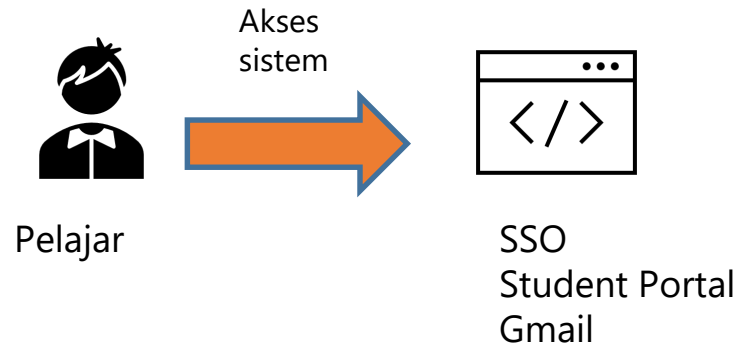 Akses
sistem
</>
Pelajar
SSO
Student Portal
Gmail